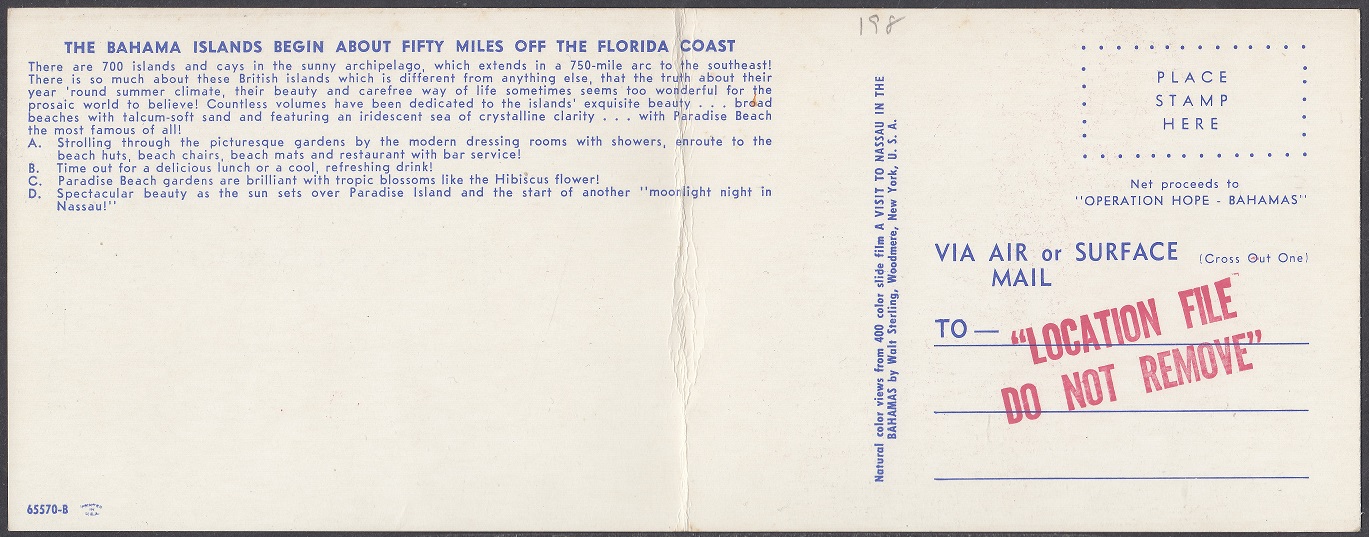 THE BAHAMA ISLANDS BEGIN ABOUT FIFTY MILES OFF THE FLORIDA COAST
There are 700 islands and cays in the sunny archipelago, which extends in a 750-mile arc to the southeast!
There is so much about these British islands which is different from anything else, that the truth about their
year 'round summer climate, their beauty and carefree way of life sometimes seems too wonderful for the
prosaic world to believe! Countless volumes have been dedicated to the islands' exquisite beauty . . . broad
beaches with talcum-soft sand and featuring an iridescent sea of crystalline clarity . . . with Paradise Beach
the most famous of all!
A. Strolling through the picturesque gardens by the modern dressing rooms with showers, enroute to the
beach huts, beach chairs, beach mats and restaurant with bar service!
B. Time out for a delicious lunch or a cool, refreshing drink!
C. Paradise Beach gardens are brilliant with tropic blossoms like the Hibiscus flower!
D. Spectacular beauty as the sun sets over Paradise Island and the start of another "moonlight night in
Nassau!"
65570-B
Natural color views from 400 color slide film A VISIT TO NASSAU IN THE
BAHAMAS by Walt Sterling, Woodmere, New York, U. S. A.
198
PLACE
STAMP
HERE
Net proceeds to
"OPERATION HOPE - BAHAMAS"
VIA AIR or SURFACE (Cross Out One)
MAIL
TO —
"LOCATION FILE
DO NOT REMOVE"